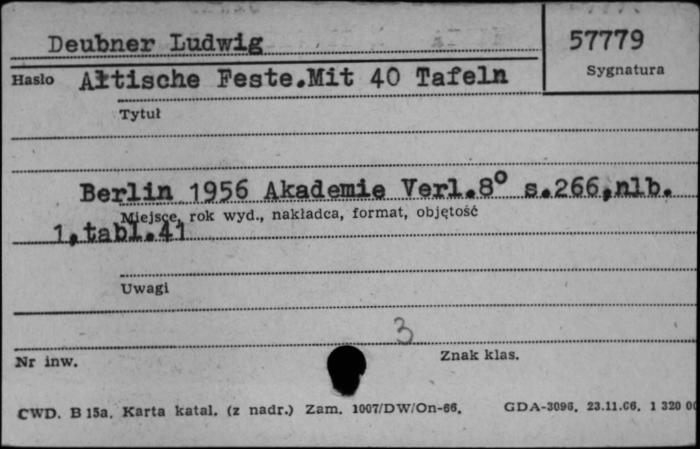 Deubner Ludwig
57779
Hasło Attische Feste.Mit 40 Tafeln
Sygnatura
Tytuł
Berlin 1956 Akademie Verl.8° s.266,nlb.
Miejsce, rok wyd., nakładca, format, objętość
1,tabl.41
Uwagi
3
Nr inw.
Znak klas.
CWD. B 15a. Karta katal. (z nadr.) Zam. 1007/DW/On-66. GDA-3096. 23.11.66. 1 320 00